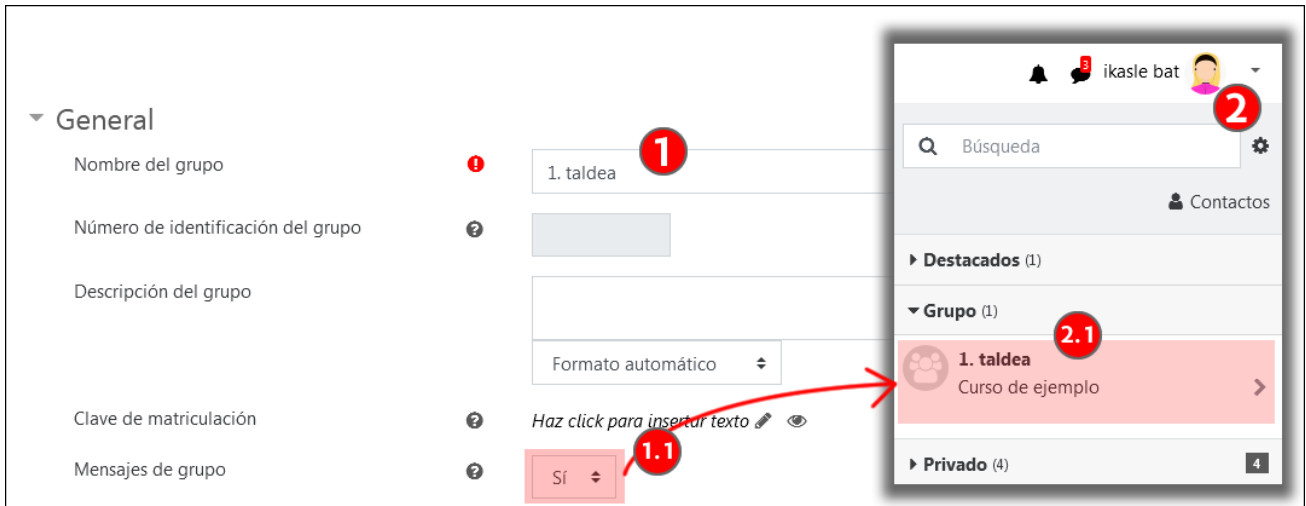 General
Nombre del grupo
1. taldea
1
Número de identificación del grupo
Descripción del grupo
Formato automático
Clave de matriculación
Haz click para insertar texto
Mensajes de grupo
Sí
1.1
3
ikasle bat
2
Búsqueda
Contactos
Destacados (1)
Grupo (1)
2.1
1. taldea
Curso de ejemplo
Privado (4)
4